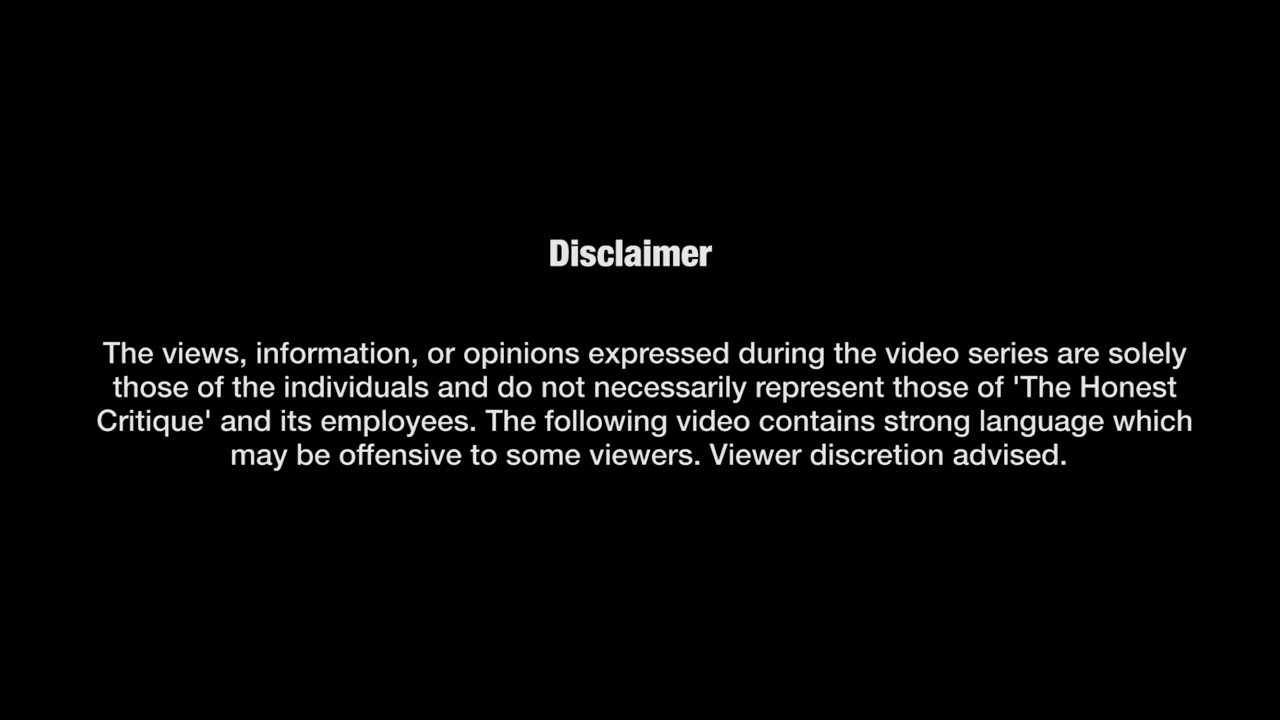 Disclaimer
The views, information, or opinions expressed during the video series are solely
those of the individuals and do not necessarily represent those of 'The Honest
Critique' and its employees. The following video contains strong language which
may be offensive to some viewers. Viewer discretion advised.